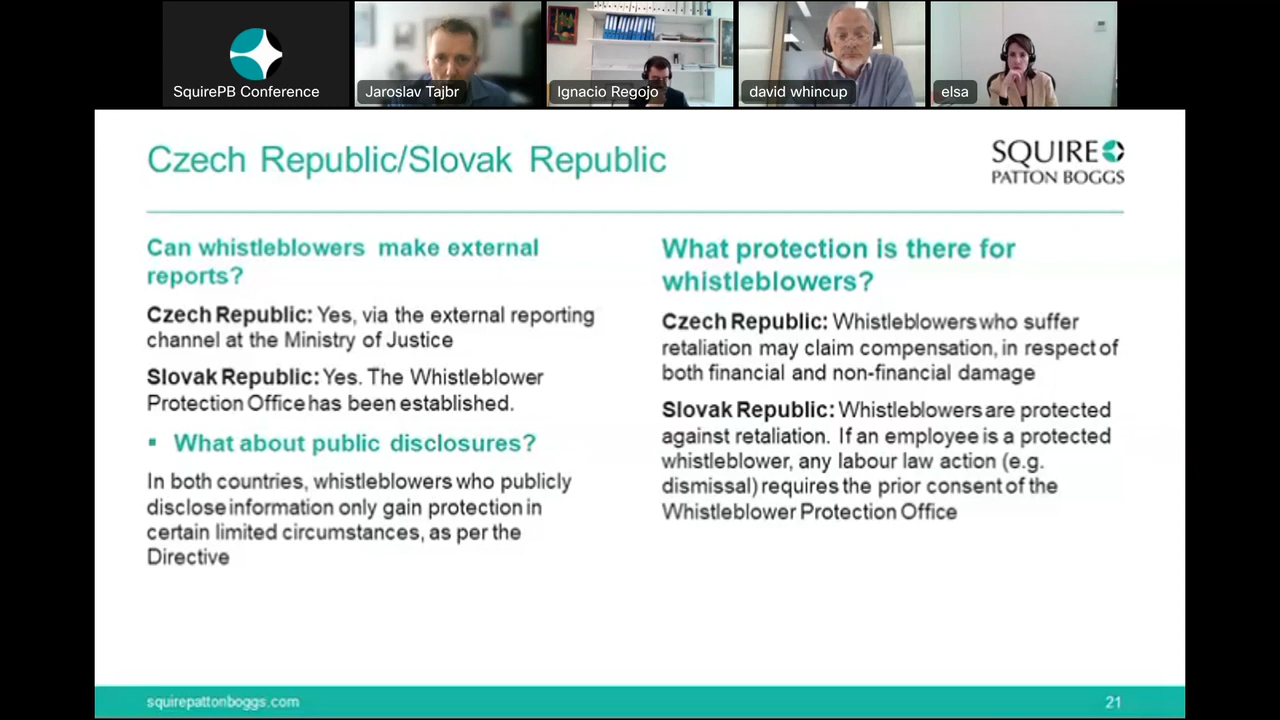 SquirePB Conference
Jaroslav Tajbr
Ignacio Regojo
david whincup
elsa
Czech Republic/Slovak Republic
SQUIRE
PATTON BOGGS
Can whistleblowers make external
reports?
Czech Republic: Yes, via the external reporting
channel at the Ministry of Justice
Slovak Republic: Yes. The Whistleblower
Protection Office has been established.
▪ What about public disclosures?
In both countries, whistleblowers who publicly
disclose information only gain protection in
certain limited circumstances, as per the
Directive
What protection is there for
whistleblowers?
Czech Republic: Whistleblowers who suffer
retaliation may claim compensation, in respect of
both financial and non-financial damage
Slovak Republic: Whistleblowers are protected
against retaliation. If an employee is a protected
whistleblower, any labour law action (e.g.
dismissal) requires the prior consent of the
Whistleblower Protection Office
squirepattonboggs.com
21